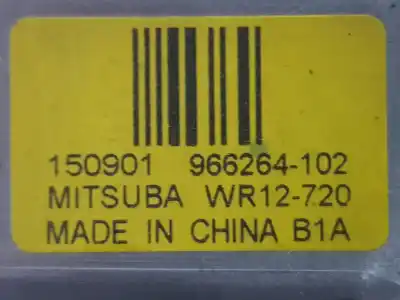 150901 966264-102
MITSUBA WR12-720
MADE IN CHINA B1A